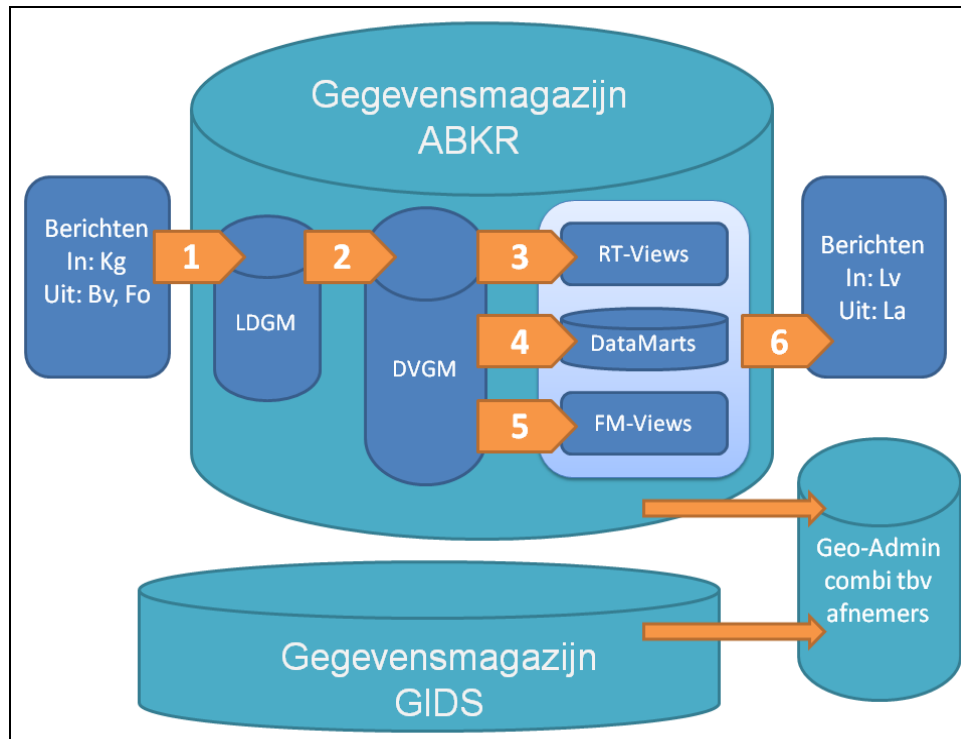 Gegevensmagazijn
ABKR
Berichten
In: Kg
Uit: Bv, Fo
1
LDGM
2
DVGM
3
RT-Views
4
DataMarts
5
FM-Views
6
Berichten
In: Lv
Uit: La
Geo-Admin
combi tbv
afnemers
Gegevensmagazijn
GIDS